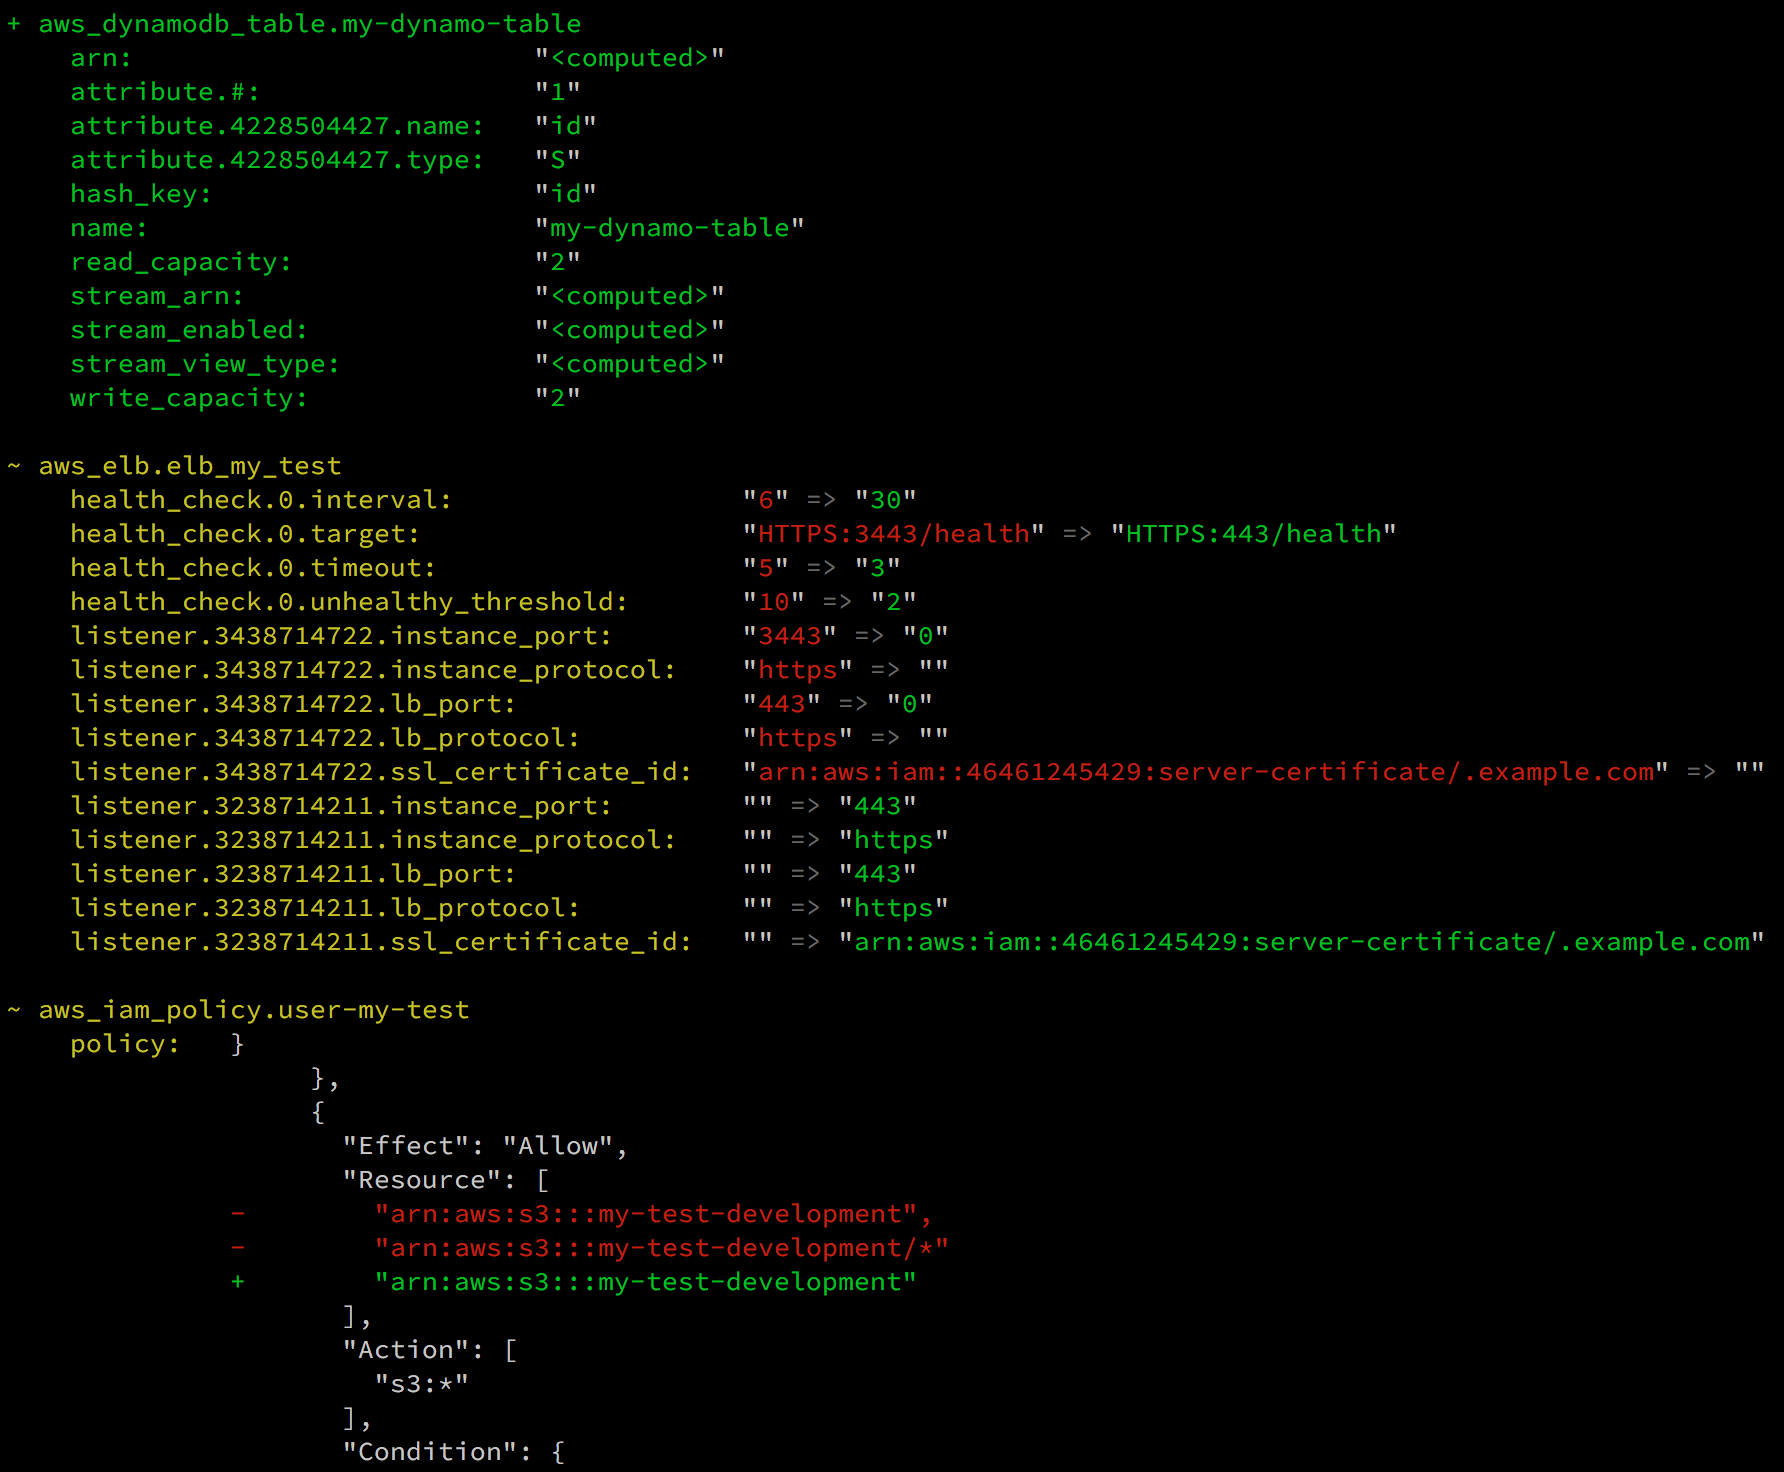 + aws_dynamodb_table.my-dynamo-table
    arn:                          "<computed>"
    attribute.#:                  "1"
    attribute.4228504427.name:    "id"
    attribute.4228504427.type:    "S"
    hash_key:                     "id"
    name:                         "my-dynamo-table"
    read_capacity:                "2"
    stream_arn:                   "<computed>"
    stream_enabled:               "<computed>"
    stream_view_type:             "<computed>"
    write_capacity:               "2"

~ aws_elb.elb_my_test
    health_check.0.interval:                  "6" => "30"
    health_check.0.target:                    "HTTPS:3443/health" => "HTTPS:443/health"
    health_check.0.timeout:                   "5" => "3"
    health_check.0.unhealthy_threshold:       "10" => "2"
    listener.3438714722.instance_port:        "3443" => "0"
    listener.3438714722.instance_protocol:    "https" => ""
    listener.3438714722.lb_port:              "443" => "0"
    listener.3438714722.lb_protocol:          "https" => ""
    listener.3438714722.ssl_certificate_id:   "arn:aws:iam::46461245429:server-certificate/.example.com" => ""
    listener.3238714211.instance_port:        "" => "443"
    listener.3238714211.instance_protocol:    "" => "https"
    listener.3238714211.lb_port:              "" => "443"
    listener.3238714211.lb_protocol:          "" => "https"
    listener.3238714211.ssl_certificate_id:   "" => "arn:aws:iam::46461245429:server-certificate/.example.com"

~ aws_iam_policy.user-my-test
    policy:   }
                   },
                   {
                     "Effect": "Allow",
                     "Resource": [
              -        "arn:aws:s3:::my-test-development",
              -        "arn:aws:s3:::my-test-development/*"
              +        "arn:aws:s3:::my-test-development"
                     ],
                     "Action": [
                       "s3:*"
                     ],
                     "Condition": {